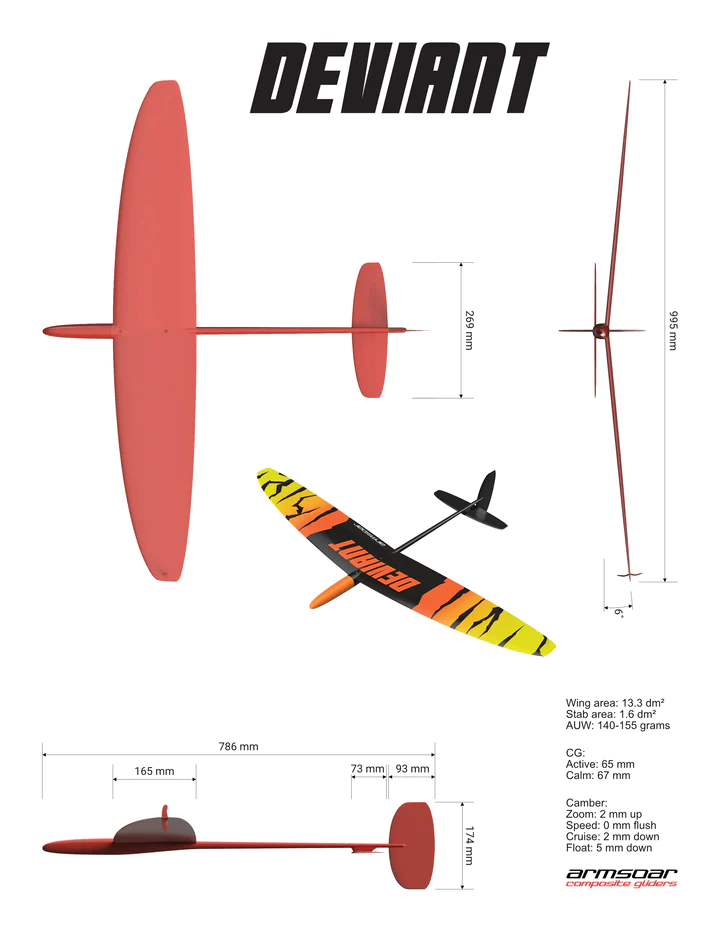 DEVIANT
269 mm
995 mm
armsoar
DEVIANT
6°
Wing area: 13.3 dm²
Stab area: 1.6 dm²
AUW: 140-155 grams
CG:
Active: 65 mm
Calm: 67 mm
Camber:
Zoom: 2 mm up
Speed: 0 mm flush
Cruise: 2 mm down
Float: 5 mm down
786 mm
165 mm
73 mm
93 mm
174 mm
armsoar
composite gliders